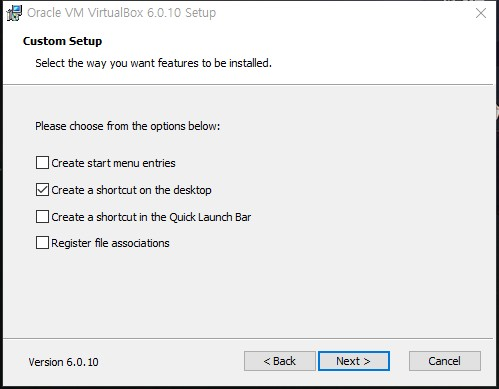 Oracle VM VirtualBox 6.0.10 Setup
Custom Setup
Select the way you want features to be installed.
Please choose from the options below:
Create start menu entries
Create a shortcut on the desktop
Create a shortcut in the Quick Launch Bar
Register file associations
Version 6.0.10
< Back
Next >
Cancel